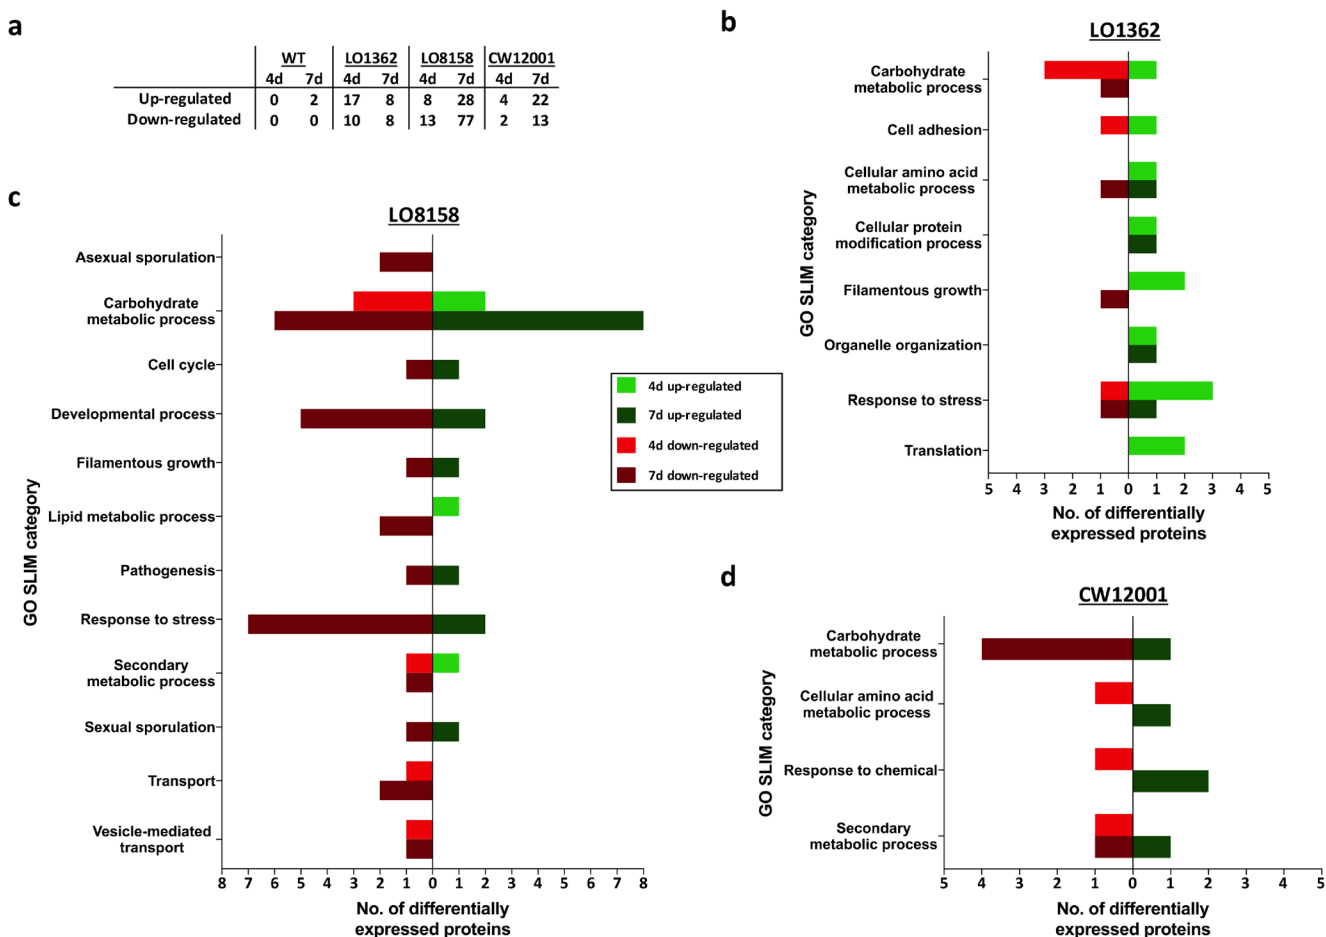 a
WT LO1362 LO8158 CW12001
4d 7d 4d 7d 4d 7d 4d 7d
Up-regulated 0 2 17 8 8 28 4 22
Down-regulated 0 0 10 8 13 77 2 13
b
LO1362
GO SLIM category
Carbohydrate
metabolic process
Cell adhesion
Cellular amino acid
metabolic process
Cellular protein
modification process
Filamentous growth
Organelle organization
Response to stress
Translation
5 4 3 2 1 0 1 2 3 4 5
No. of differentially
expressed proteins
c
LO8158
GO SLIM category
Asexual sporulation
Carbohydrate
metabolic process
Cell cycle
Developmental process
Filamentous growth
Lipid metabolic process
Pathogenesis
Response to stress
Secondary
metabolic process
Sexual sporulation
Transport
Vesicle-mediated
transport
8 7 6 5 4 3 2 1 0 1 2 3 4 5 6 7 8
No. of differentially
expressed proteins
4d up-regulated
7d up-regulated
4d down-regulated
7d down-regulated
d
CW12001
GO SLIM category
Carbohydrate
metabolic process
Cellular amino acid
metabolic process
Response to chemical
Secondary
metabolic process
5 4 3 2 1 0 1 2 3 4 5
No. of differentially
expressed proteins